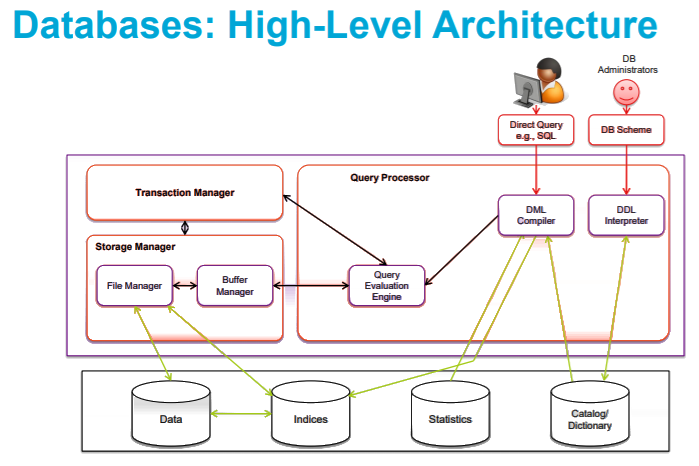 Databases: High-Level Architecture
DB
Administrators
Direct Query
e.g., SQL
DB Scheme
Query Processor
Transaction Manager
DML
Compiler
DDL
Interpreter
Storage Manager
File Manager
Buffer
Manager
Query
Evaluation
Engine
Data
Indices
Statistics
Catalog/
Dictionary